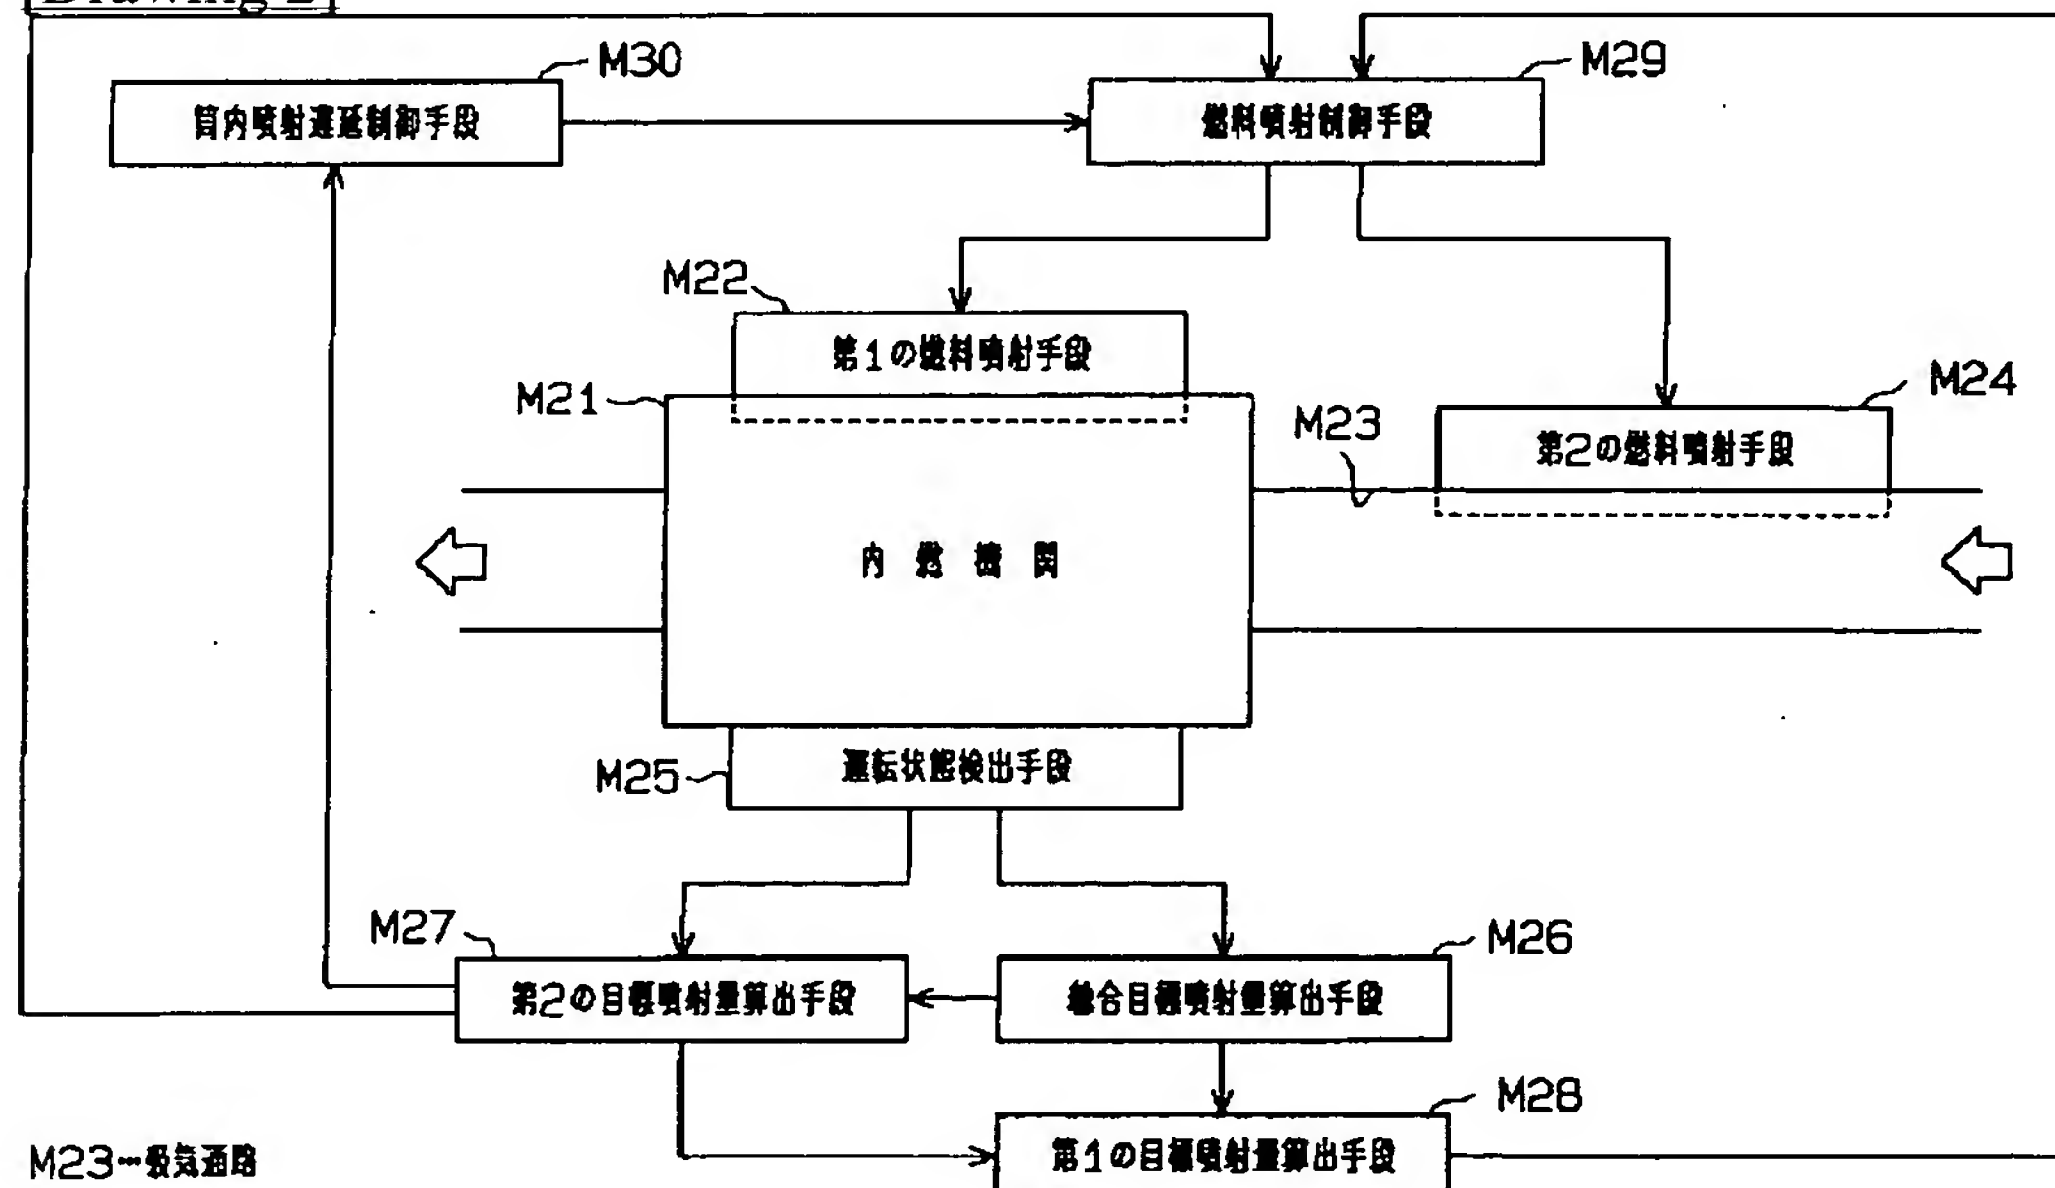 M30
M29
筒内噴射遅延制御手段
燃料噴射制御手段
M22
第1の燃料噴射手段
M21
M24
M23
第2の燃料噴射手段
内燃機関
M25
運転状態検出手段
M27
M26
第2の目標噴射量算出手段
総合目標噴射量算出手段
M28
第1の目標噴射量算出手段
M23…吸気通路